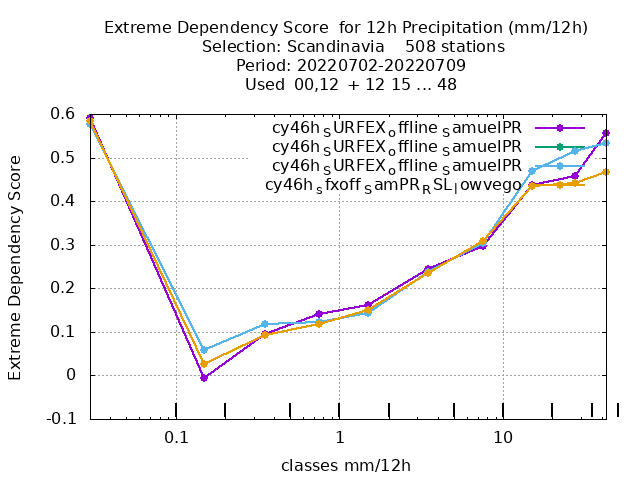 Extreme Dependency Score for 12h Precipitation (mm/12h)
Selection: Scandinavia 508 stations
Period: 20220702-20220709
Used 00,12 + 12 15 ... 48
Extreme Dependency Score
0.6
0.5
0.4
0.3
0.2
0.1
0
-0.1
cy46h_SURFEX_offline_SamuelPR
cy46h_SURFEX_offline_SamuelPR
cy46h_SURFEX_offline_SamuelPR
cy46h_sfxoff_SamPR_RSL_lowvego
0.1
1
10
classes mm/12h